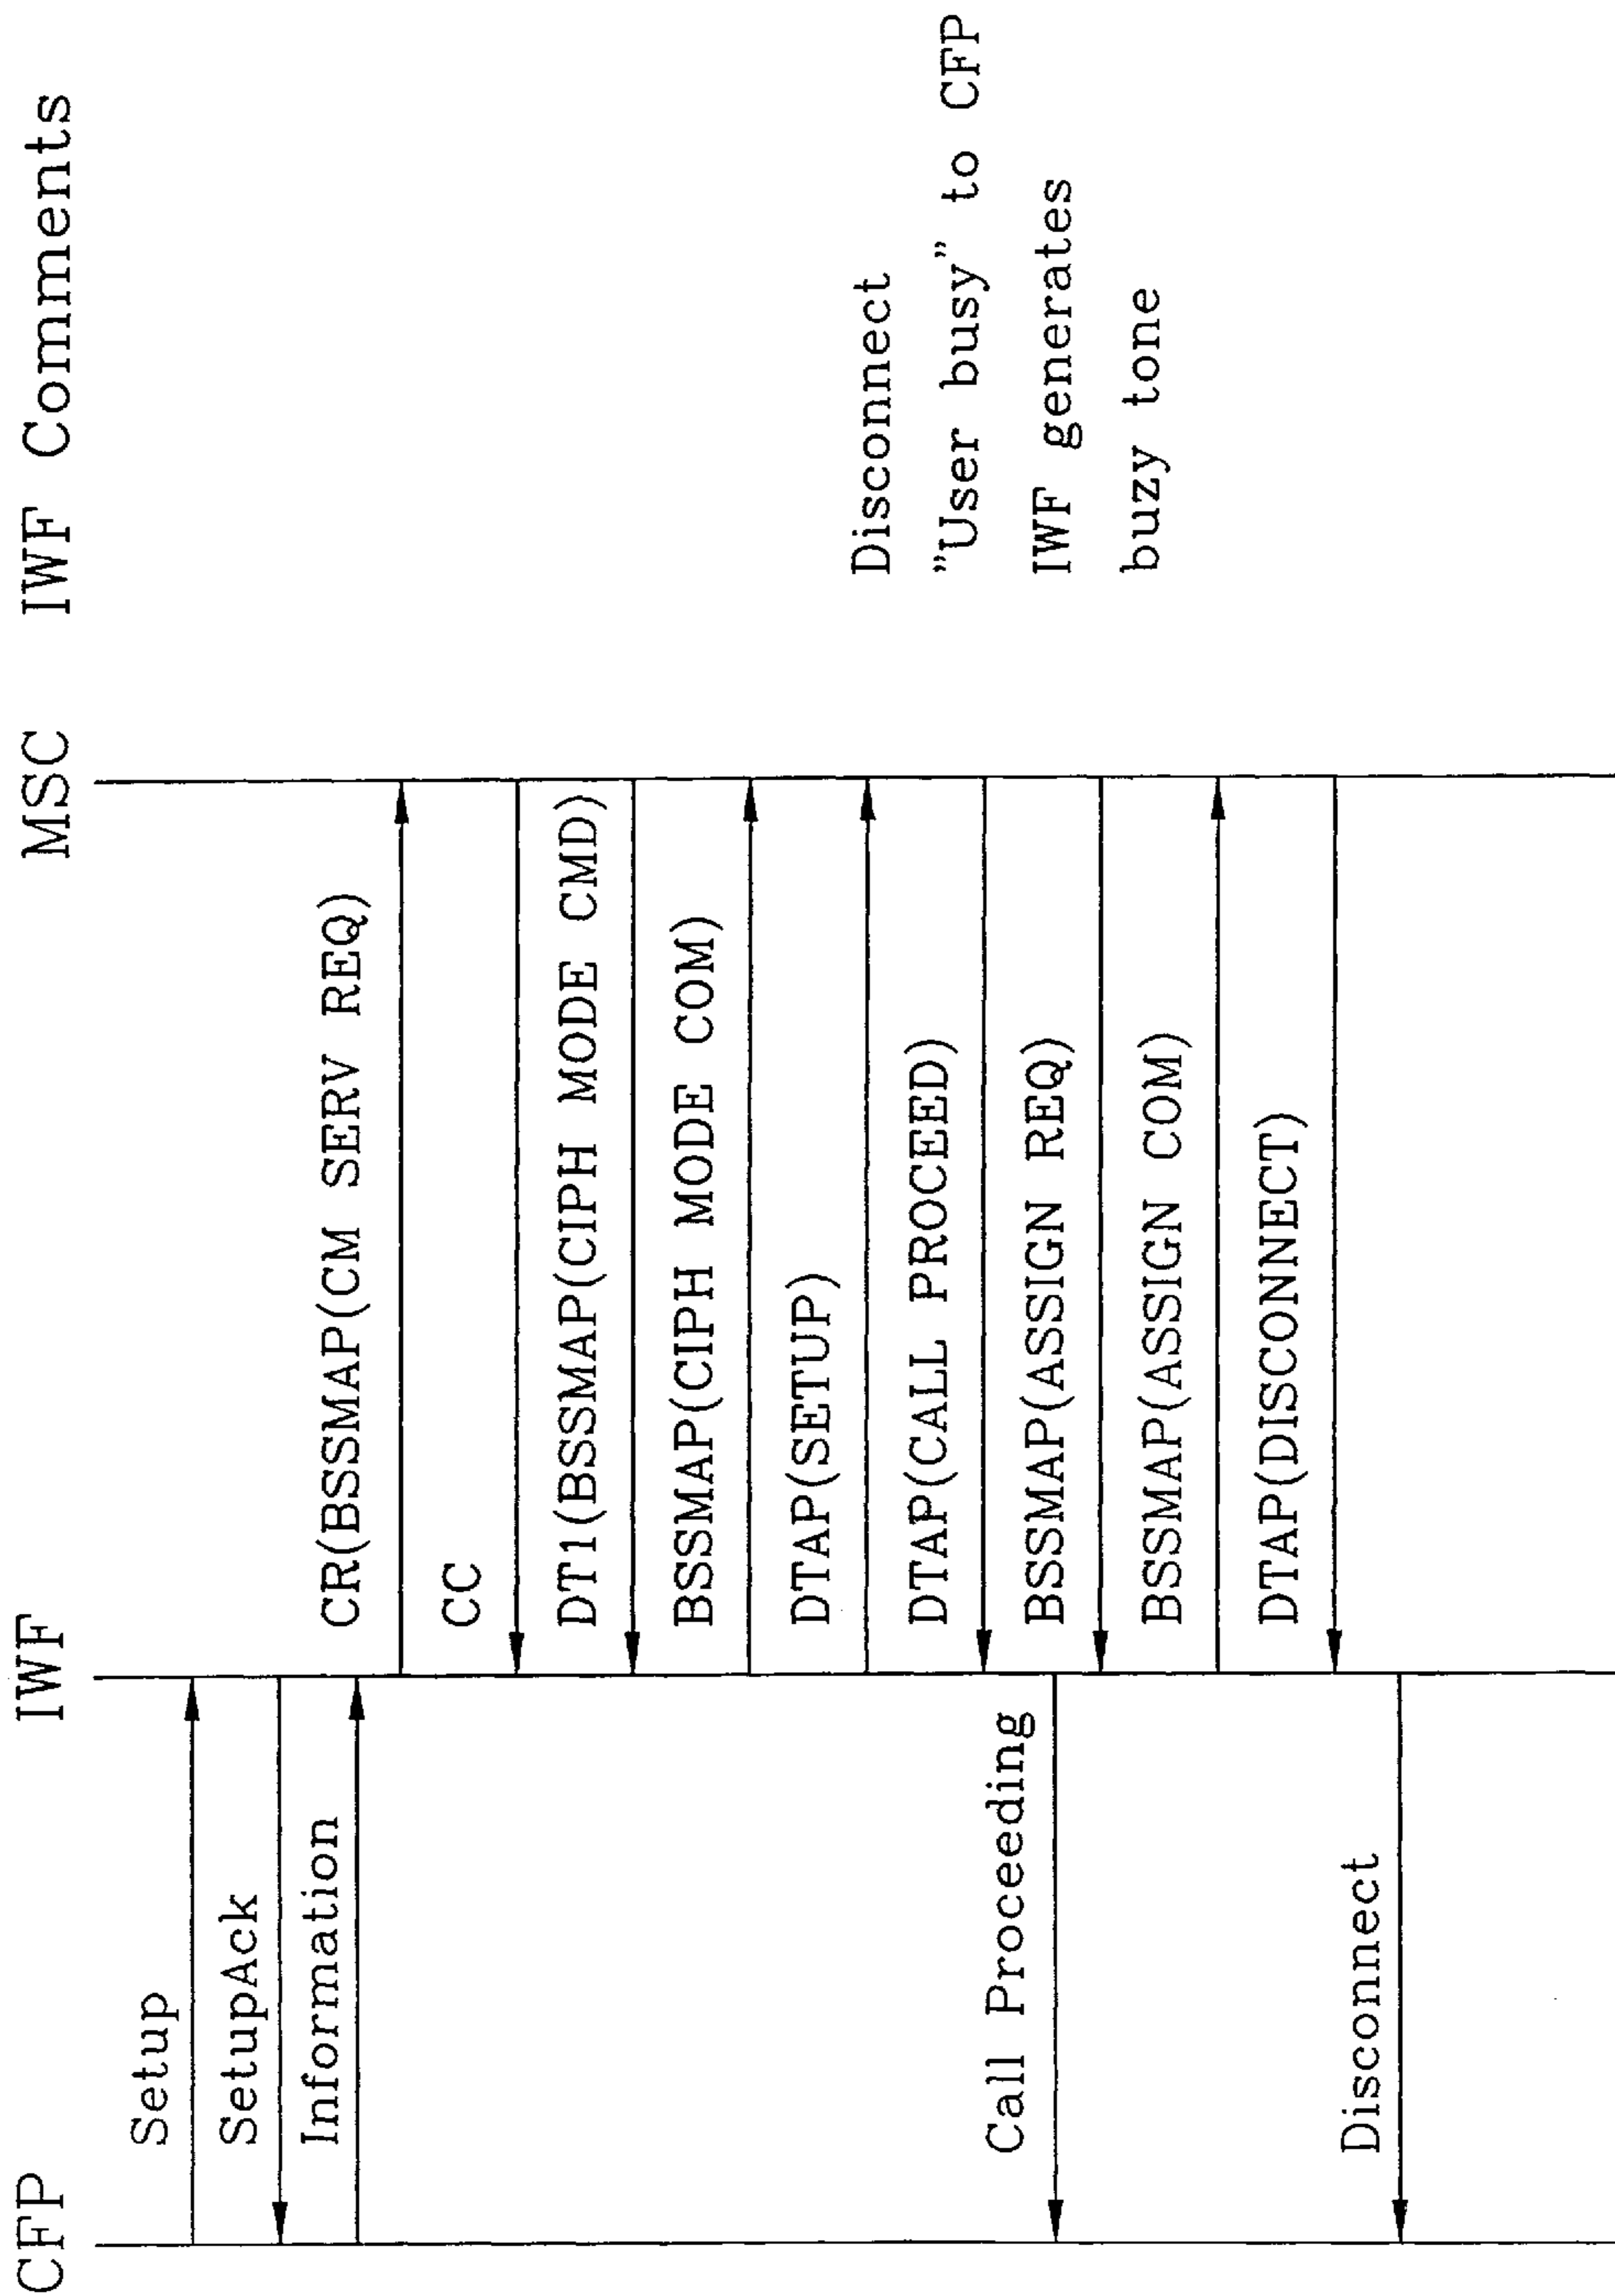 CFP
IWF
MSC
IWF Comments
Setup
SetupAck
Information
CR(BSSMAP(CM SERV REQ)
CC
DT1(BSSMAP(CIPH MODE CMD)
BSSMAP(CIPH MODE COM)
DTAP(SETUP)
DTAP(CALL PROCEED)
Call Proceeding
BSSMAP(ASSIGN REQ)
BSSMAP(ASSIGN COM)
DTAP(DISCONNECT)
Disconnect
Disconnect
"User busy" to CFP
IWF generates
buzy tone